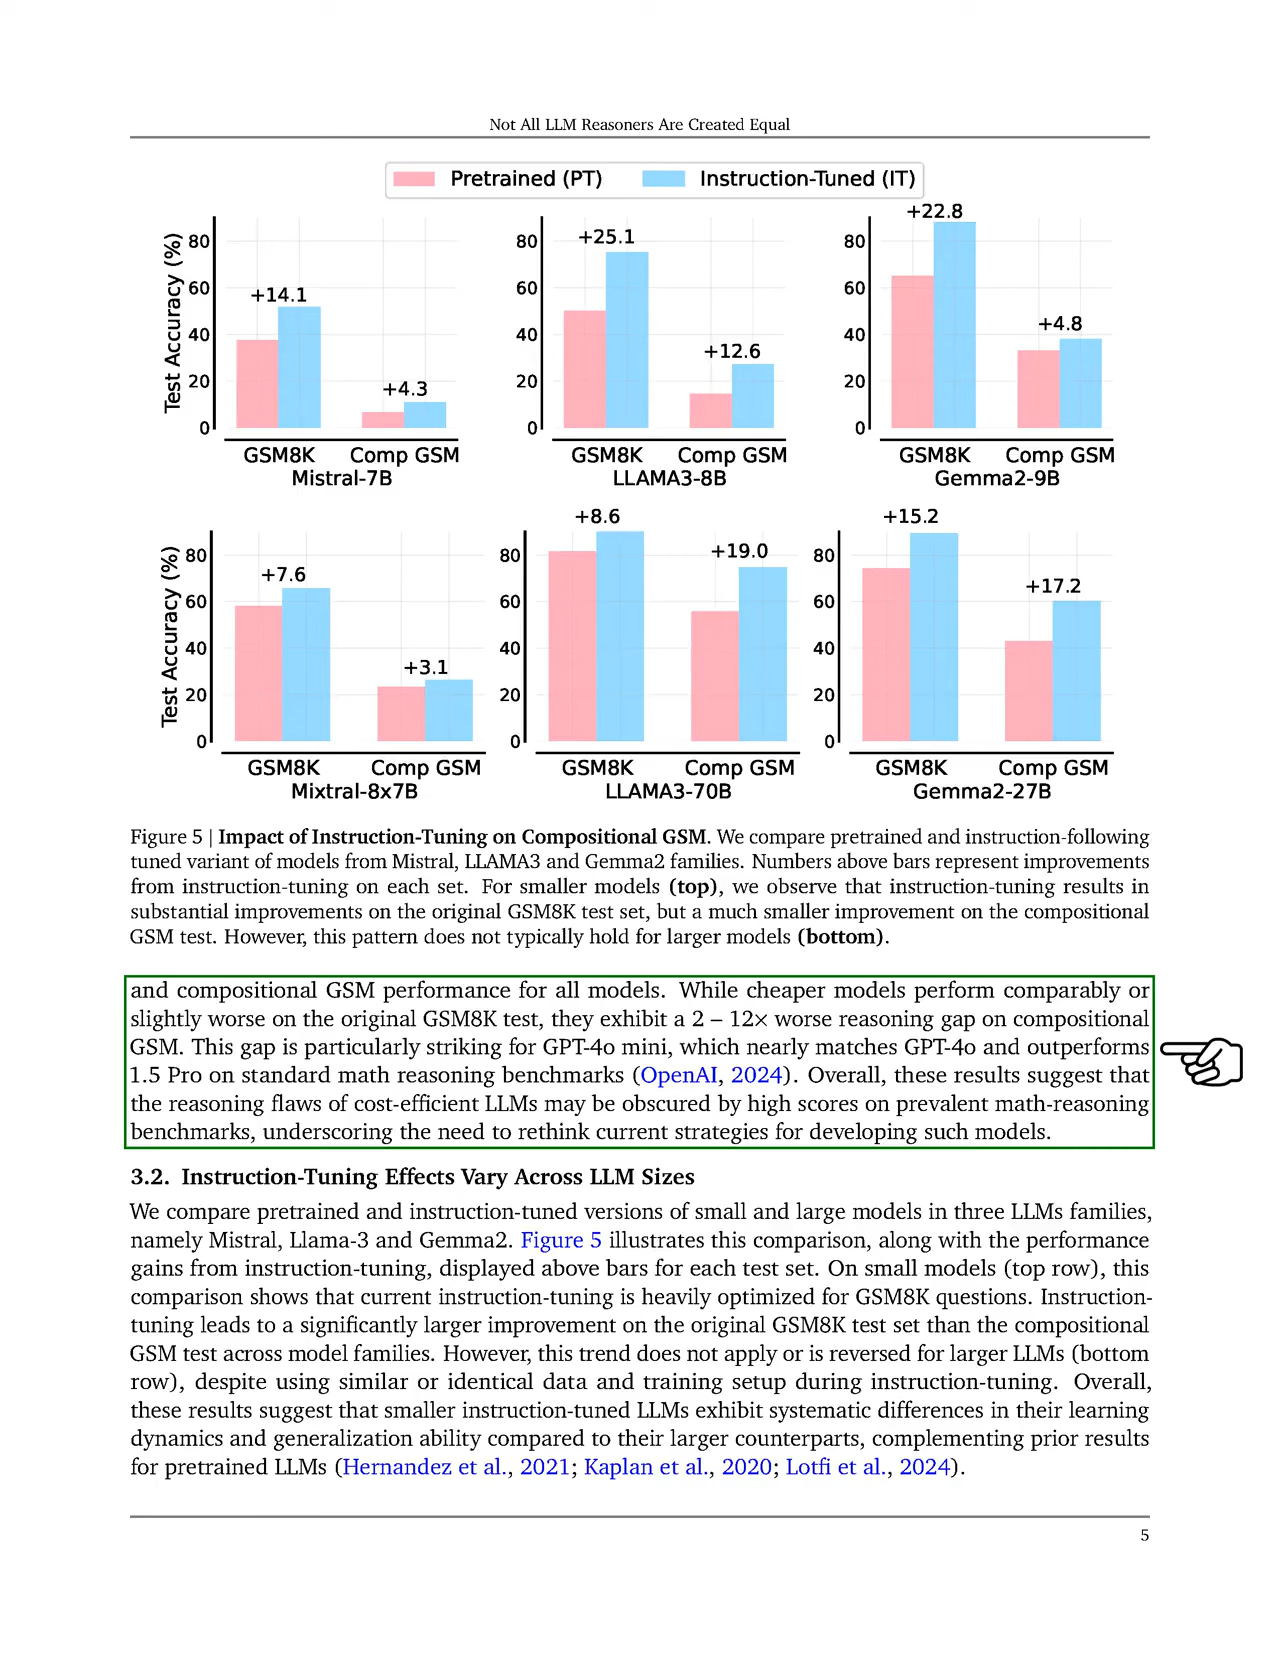 Not All LLM Reasoners Are Created Equal
Pretrained (PT) Instruction-Tuned (IT)
Test Accuracy (%)
80
60
40
20
0
+14.1
+4.3
GSM8K Comp GSM
Mistral-7B
80
60
40
20
0
+25.1
+12.6
GSM8K Comp GSM
LLAMA3-8B
80
60
40
20
0
+22.8
+4.8
GSM8K Comp GSM
Gemma2-9B
Test Accuracy (%)
80
60
40
20
0
+7.6
+3.1
GSM8K Comp GSM
Mixtral-8x7B
80
60
40
20
0
+8.6
+19.0
GSM8K Comp GSM
LLAMA3-70B
80
60
40
20
0
+15.2
+17.2
GSM8K Comp GSM
Gemma2-27B
Figure 5 | Impact of Instruction-Tuning on Compositional GSM. We compare pretrained and instruction-following
tuned variant of models from Mistral, LLAMA3 and Gemma2 families. Numbers above bars represent improvements
from instruction-tuning on each set. For smaller models (top), we observe that instruction-tuning results in
substantial improvements on the original GSM8K test set, but a much smaller improvement on the compositional
GSM test. However, this pattern does not typically hold for larger models (bottom).
and compositional GSM performance for all models. While cheaper models perform comparably or
slightly worse on the original GSM8K test, they exhibit a 2 – 12× worse reasoning gap on compositional
GSM. This gap is particularly striking for GPT-4o mini, which nearly matches GPT-4o and outperforms
1.5 Pro on standard math reasoning benchmarks (OpenAI, 2024). Overall, these results suggest that
the reasoning flaws of cost-efficient LLMs may be obscured by high scores on prevalent math-reasoning
benchmarks, underscoring the need to rethink current strategies for developing such models.
3.2. Instruction-Tuning Effects Vary Across LLM Sizes
We compare pretrained and instruction-tuned versions of small and large models in three LLMs families,
namely Mistral, Llama-3 and Gemma2. Figure 5 illustrates this comparison, along with the performance
gains from instruction-tuning, displayed above bars for each test set. On small models (top row), this
comparison shows that current instruction-tuning is heavily optimized for GSM8K questions. Instruction-
tuning leads to a significantly larger improvement on the original GSM8K test set than the compositional
GSM test across model families. However, this trend does not apply or is reversed for larger LLMs (bottom
row), despite using similar or identical data and training setup during instruction-tuning. Overall,
these results suggest that smaller instruction-tuned LLMs exhibit systematic differences in their learning
dynamics and generalization ability compared to their larger counterparts, complementing prior results
for pretrained LLMs (Hernandez et al., 2021; Kaplan et al., 2020; Lotfi et al., 2024).
5